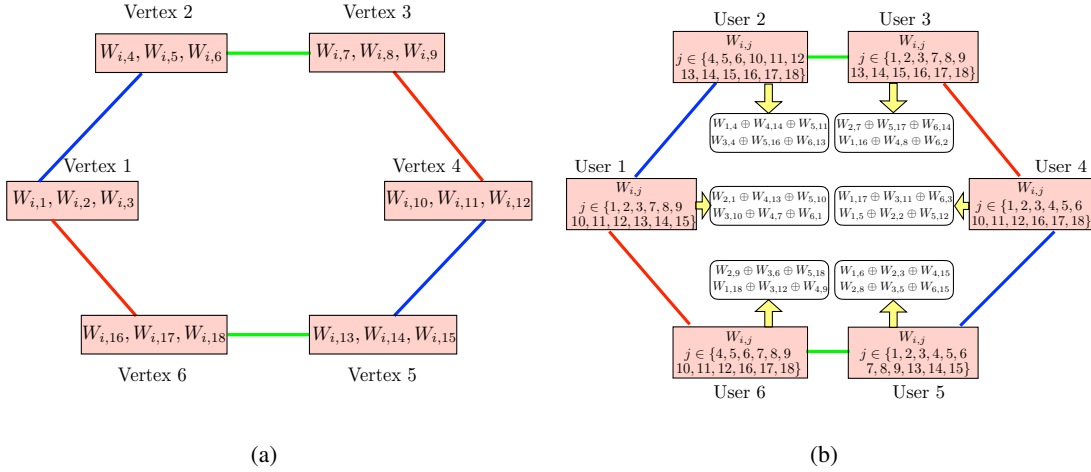 Vertex 2
Vertex 3
W_{i,4}, W_{i,5}, W_{i,6}
W_{i,7}, W_{i,8}, W_{i,9}
Vertex 1
Vertex 4
W_{i,1}, W_{i,2}, W_{i,3}
W_{i,10}, W_{i,11}, W_{i,12}
W_{i,16}, W_{i,17}, W_{i,18}
W_{i,13}, W_{i,14}, W_{i,15}
Vertex 6
Vertex 5
(a)
User 2
User 3
W_{i,j}
j ∈ {4, 5, 6, 10, 11, 12
13, 14, 15, 16, 17, 18}
W_{i,j}
j ∈ {1, 2, 3, 7, 8, 9
13, 14, 15, 16, 17, 18}
W_{1,4} ⊕ W_{4,14} ⊕ W_{5,11}
W_{3,4} ⊕ W_{5,16} ⊕ W_{6,13}
W_{2,7} ⊕ W_{5,17} ⊕ W_{6,14}
W_{1,16} ⊕ W_{4,8} ⊕ W_{6,2}
User 1
User 4
W_{i,j}
j ∈ {1, 2, 3, 7, 8, 9
10, 11, 12, 13, 14, 15}
W_{2,1} ⊕ W_{4,13} ⊕ W_{5,10}
W_{3,10} ⊕ W_{4,7} ⊕ W_{6,1}
W_{1,17} ⊕ W_{3,11} ⊕ W_{6,3}
W_{1,5} ⊕ W_{2,2} ⊕ W_{5,12}
W_{i,j}
j ∈ {1, 2, 3, 4, 5, 6
10, 11, 12, 16, 17, 18}
W_{2,9} ⊕ W_{3,6} ⊕ W_{5,18}
W_{1,18} ⊕ W_{3,12} ⊕ W_{4,9}
W_{1,6} ⊕ W_{2,3} ⊕ W_{4,15}
W_{2,8} ⊕ W_{3,5} ⊕ W_{6,15}
W_{i,j}
j ∈ {4, 5, 6, 7, 8, 9
10, 11, 12, 16, 17, 18}
W_{i,j}
j ∈ {1, 2, 3, 4, 5, 6
7, 8, 9, 13, 14, 15}
User 6
User 5
(b)